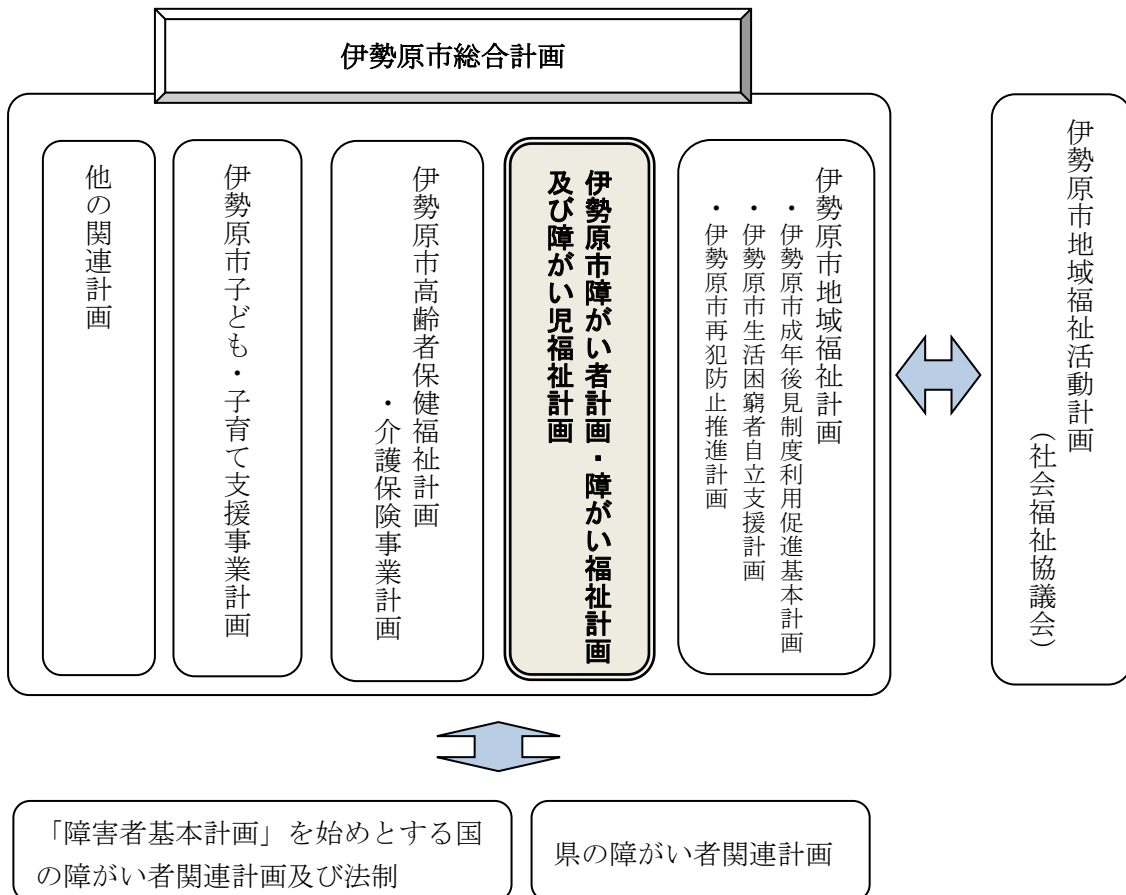 伊勢原市総合計画
伊勢原市地域福祉活動計画
(社会福祉協議会)
伊勢原市地域福祉計画
・伊勢原市成年後見制度利用促進基本計画
・伊勢原市生活困窮者自立支援計画
・伊勢原市再犯防止推進計画
伊勢原市障がい者計画・障がい福祉計画
及び障がい児福祉計画
伊勢原市高齢者保健福祉計画
・介護保険事業計画
伊勢原市子ども・子育て支援事業計画
他の関連計画
「障害者基本計画」を始めとする国
の障がい者関連計画及び法制
県の障がい者関連計画